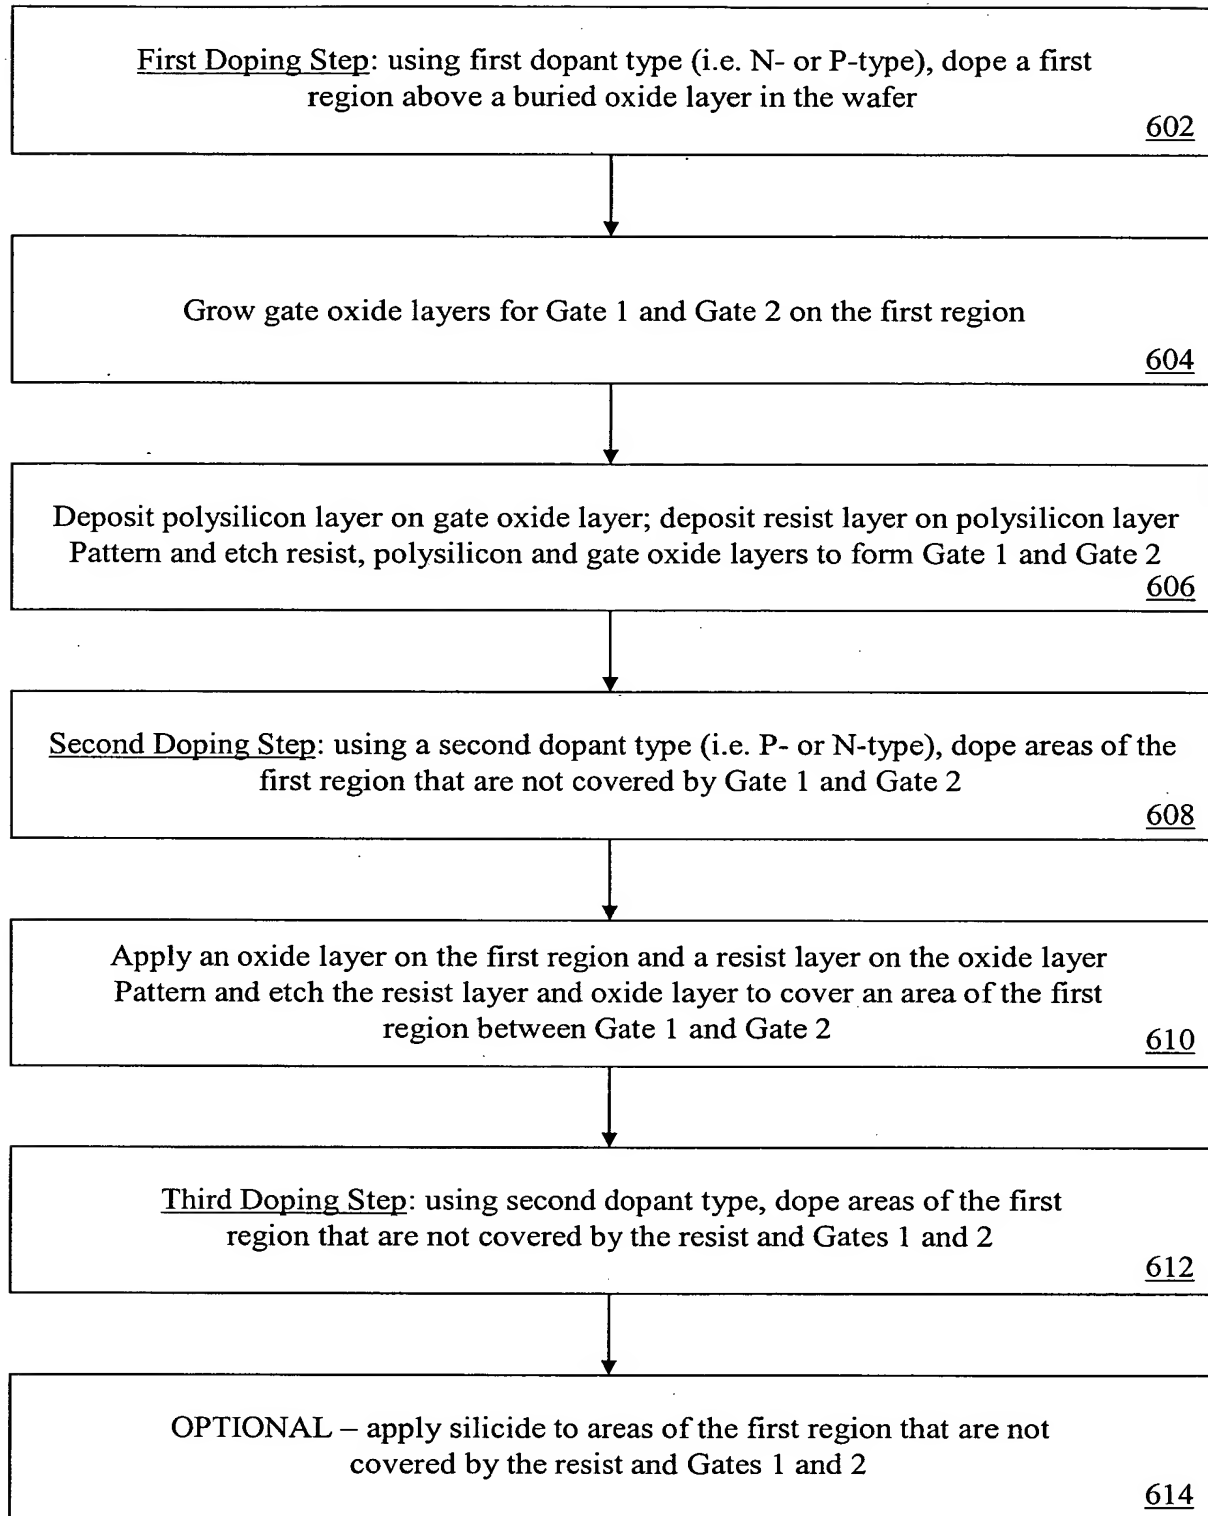 First Doping Step: using first dopant type (i.e. N- or P-type), dope a first
region above a buried oxide layer in the wafer
602
Grow gate oxide layers for Gate 1 and Gate 2 on the first region
604
Deposit polysilicon layer on gate oxide layer; deposit resist layer on polysilicon layer
Pattern and etch resist, polysilicon and gate oxide layers to form Gate 1 and Gate 2
606
Second Doping Step: using a second dopant type (i.e. P- or N-type), dope areas of the
first region that are not covered by Gate 1 and Gate 2
608
Apply an oxide layer on the first region and a resist layer on the oxide layer
Pattern and etch the resist layer and oxide layer to cover an area of the first
region between Gate 1 and Gate 2
610
Third Doping Step: using second dopant type, dope areas of the first
region that are not covered by the resist and Gates 1 and 2
612
OPTIONAL – apply silicide to areas of the first region that are not
covered by the resist and Gates 1 and 2
614